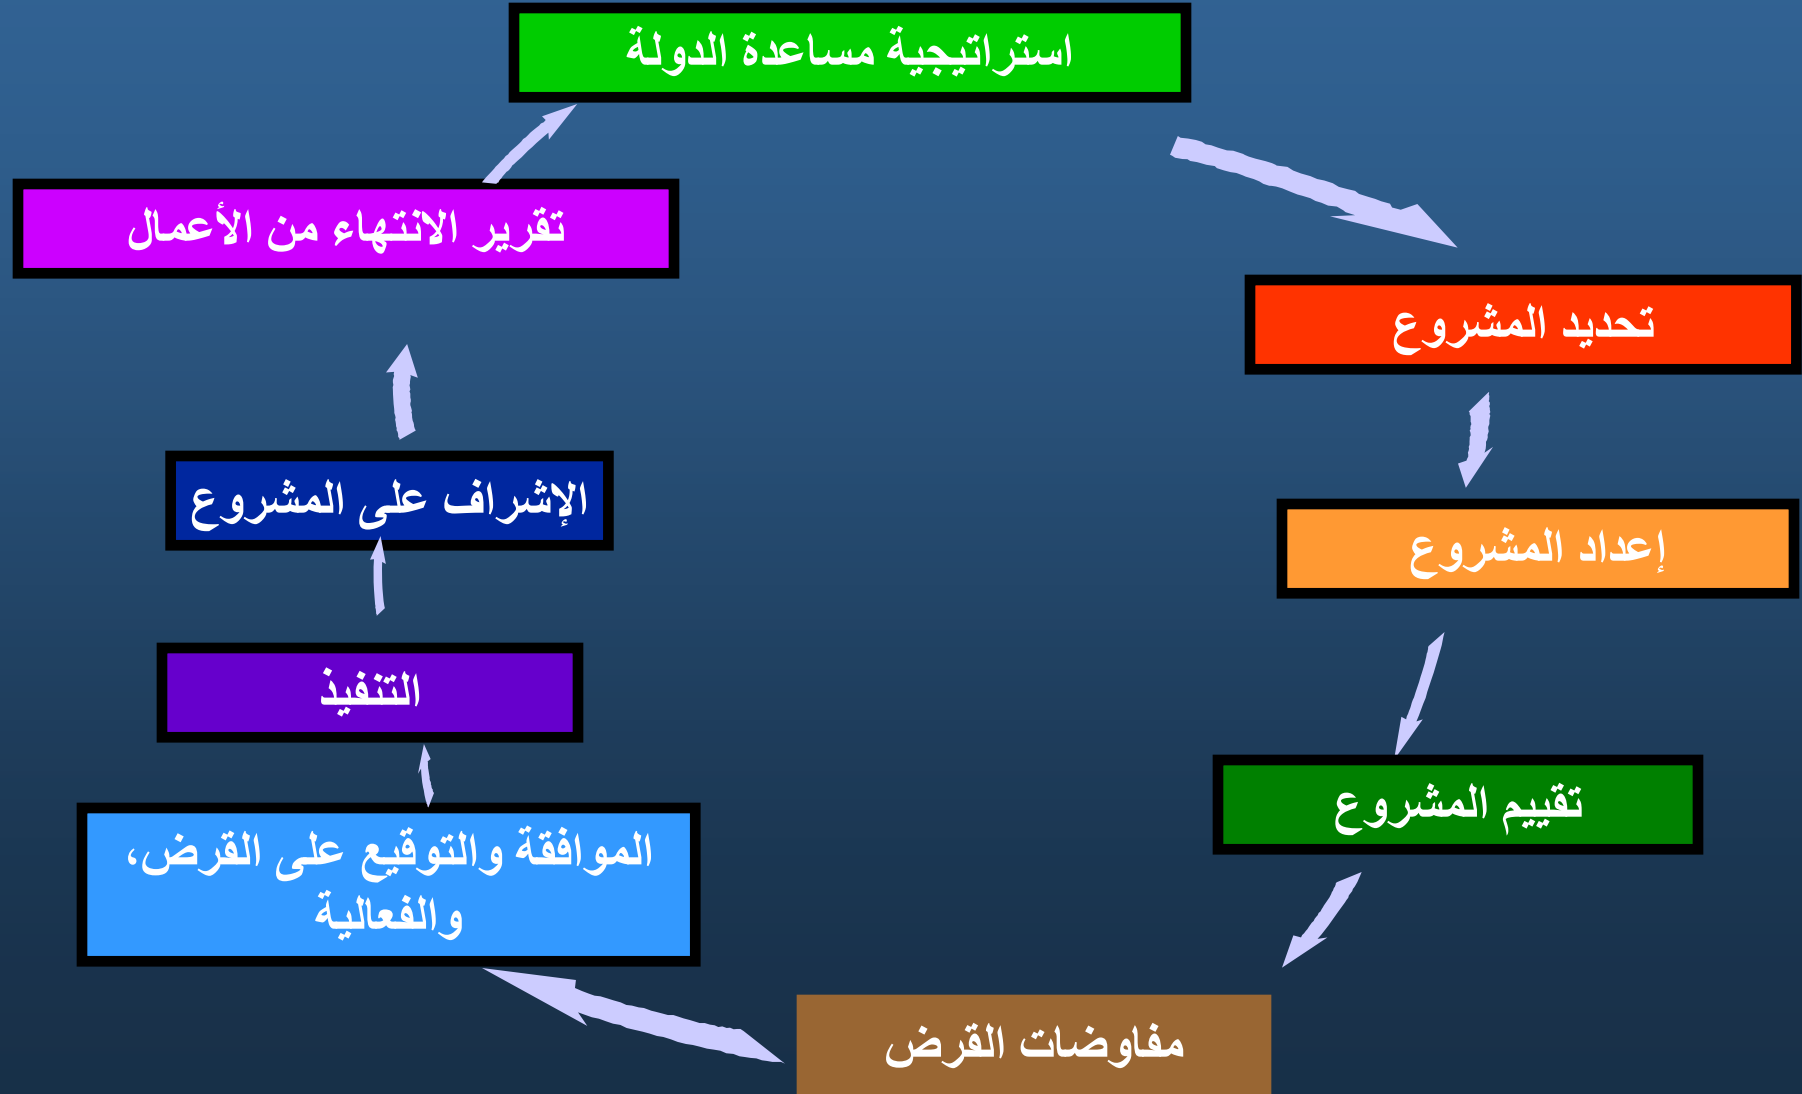 استراتيجية مساعدة الدولة
تحديد المشروع
إعداد المشروع
تقييم المشروع
مفاوضات القرض
الموافقة والتوقيع على القرض،
والفعالية
التنفيذ
الإشراف على المشروع
تقرير الانتهاء من الأعمال